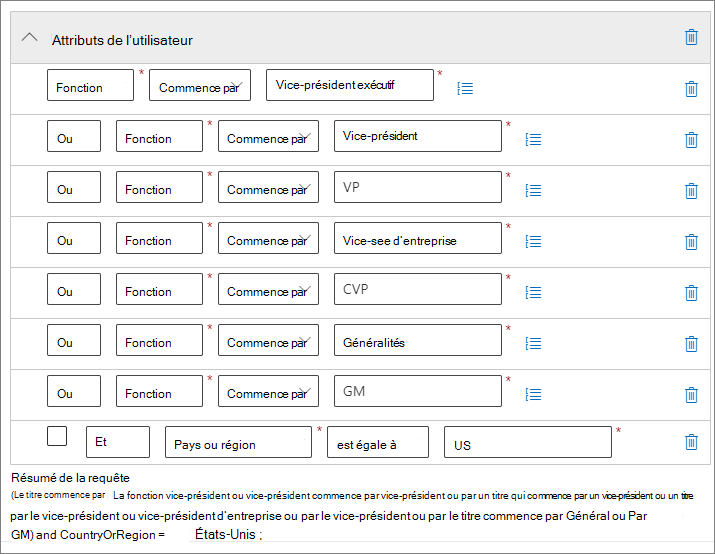 Attributs de l'utilisateur
Fonction * Commence par Vice-président exécutif *
Ou Fonction * Commence par Vice-président *
Ou Fonction * Commence par VP *
Ou Fonction * Commence par Vice-see d'entreprise *
Ou Fonction * Commence par CVP *
Ou Fonction * Commence par Généralités *
Ou Fonction * Commence par GM *
Et Pays ou région * est égale à US *
Résumé de la requête
(Le titre commence par La fonction vice-président ou vice-président commence par vice-président ou par un titre qui commence par un vice-président ou un titre
par le vice-président ou vice-président d'entreprise ou par le vice-président ou par le titre commence par Général ou Par
GM) and CountryOrRegion = États-Unis ;